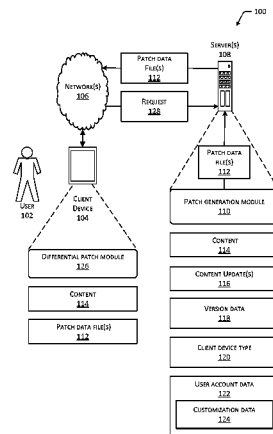 100
SERVER(S)
108
PATCH DATA
FILE(S)
112
NETWORK(S)
106
REQUEST
128
PATCH DATA
FILE(S)
112
USER
102
CLIENT
DEVICE
104
PATCH GENERATION MODULE
110
DIFFERENTIAL PATCH MODULE
126
CONTENT
114
CONTENT
114
CONTENT UPDATE(S)
116
PATCH DATA FILE(S)
112
VERSION DATA
118
CLIENT DEVICE TYPE
120
USER ACCOUNT DATA
122
CUSTOMIZATION DATA
124